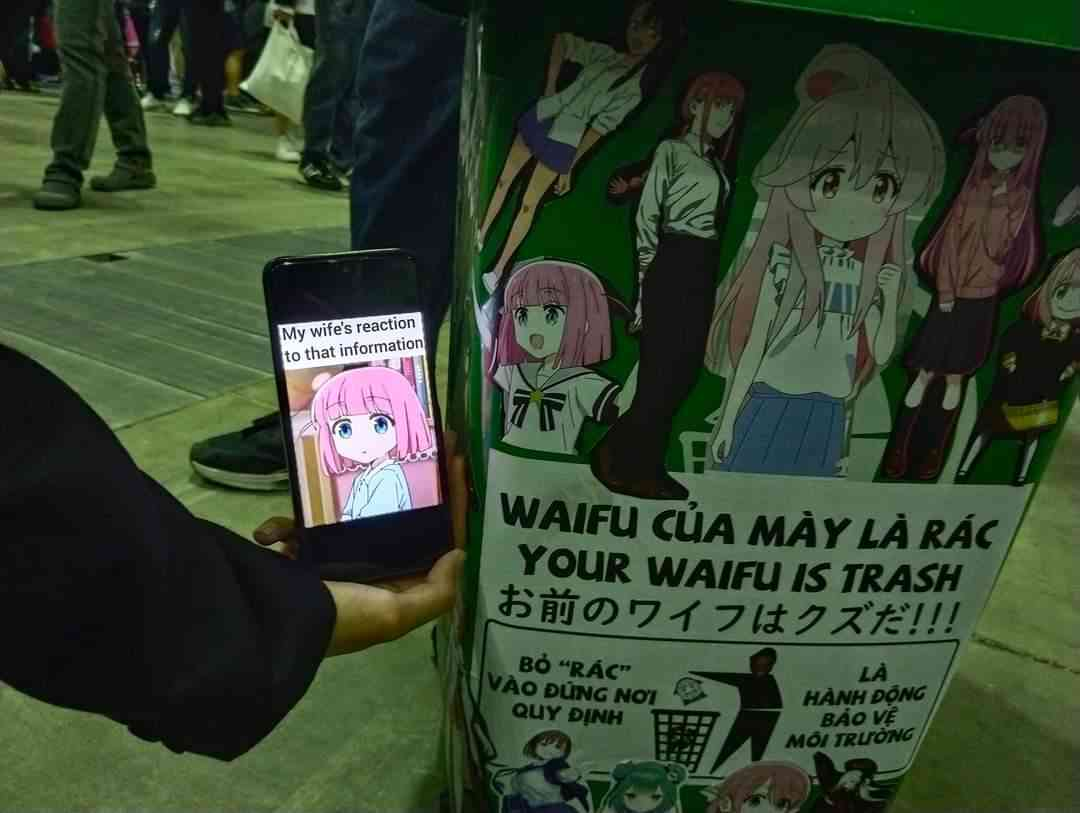 My wife's reaction
to that information
WAIFU CỦA MÀY LÀ RÁC
YOUR WAIFU IS TRASH
お前のワイフはクズだ!!!
BỎ “RÁC”
VÀO ĐỪNG NƠI
QUY ĐỊNH
LÀ
HÀNH ĐỘNG
BẢO VỆ
MÔI TRƯỜNG